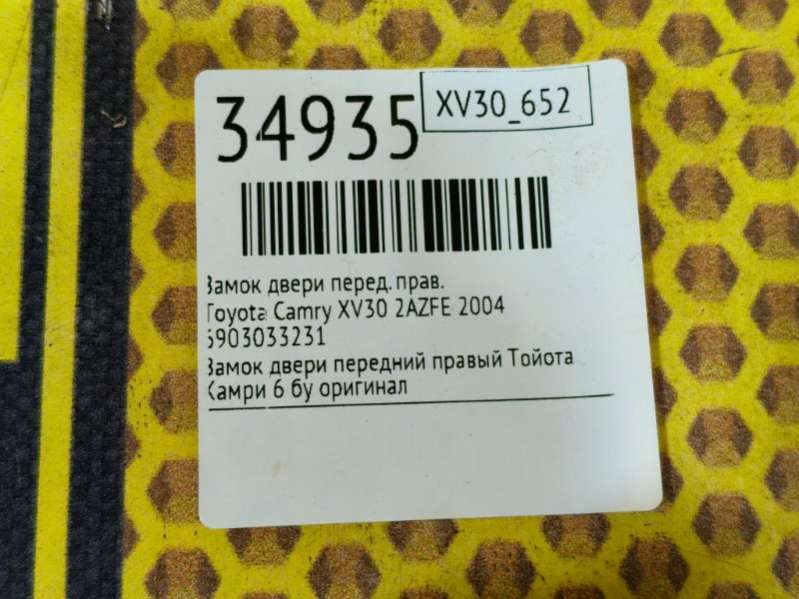 34935
XV30_652
Замок двери перед. прав.
Toyota Camry XV30 2AZFE 2004
6903033231
Замок двери передний правый Тойота
Камри 6 бу оригинал